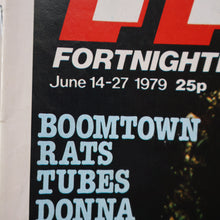 FORTNIGHTL
June 14-27 1979 25p
BOOMTOWN
RATS
TUBES
DONNA